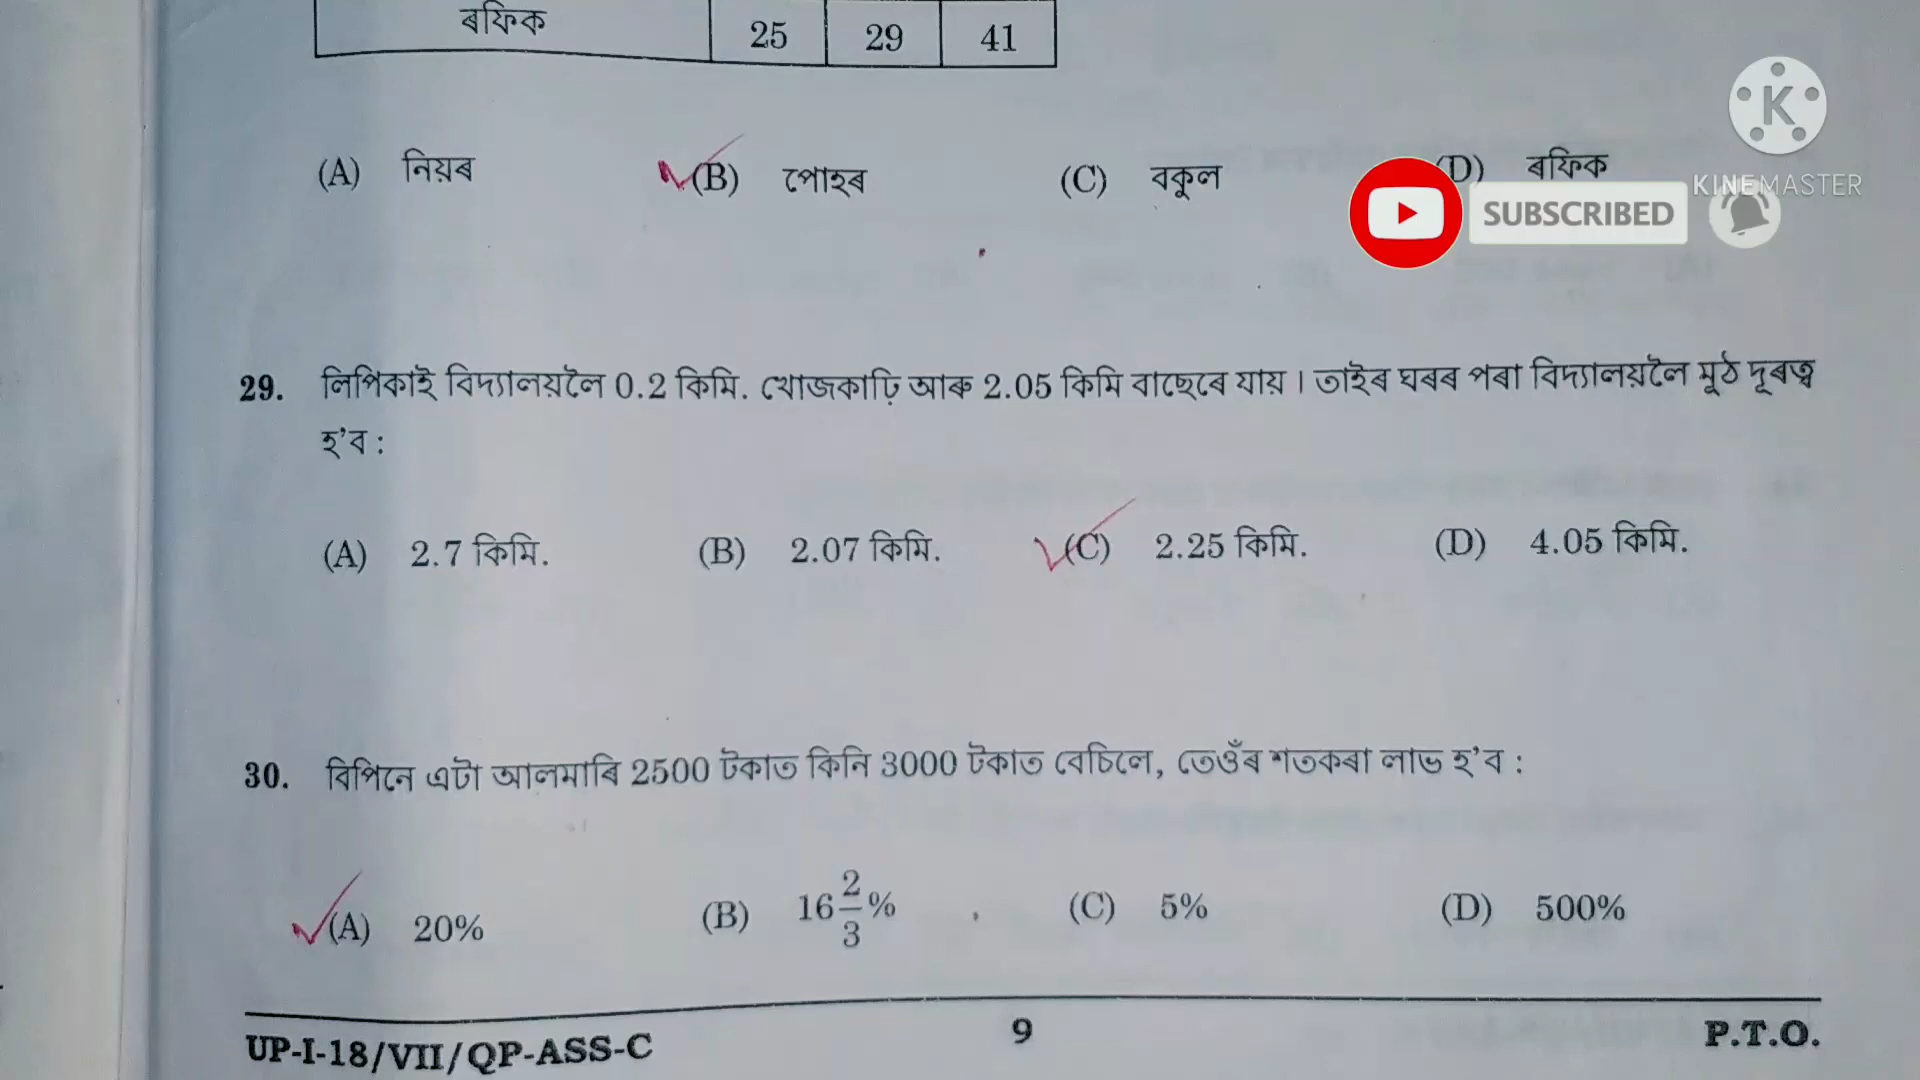 ৰফিক 25 29 41
K
KINEMASTER
(A) নিয়ৰ (B) পোহৰ (C) বকুল (D) ৰফিক
SUBSCRIBED
29. লিপিকাই বিদ্যালয়লৈ 0.2 কিমি. খোজকাঢ়ি আৰু 2.05 কিমি বাছেৰে যায় । তাইৰ ঘৰৰ পৰা বিদ্যালয়লৈ মুঠ দূৰত্ব
হ’ব :
(A) 2.7 কিমি. (B) 2.07 কিমি. (C) 2.25 কিমি. (D) 4.05 কিমি.
30. বিপিনে এটা আলমাৰি 2500 টকাত কিনি 3000 টকাত বেচিলে, তেওঁৰ শতকৰা লাভ হ’ব :
(A) 20% (B) 16 2/3 % (C) 5% (D) 500%
UP-I-18/VII/QP-ASS-C 9 P.T.O.